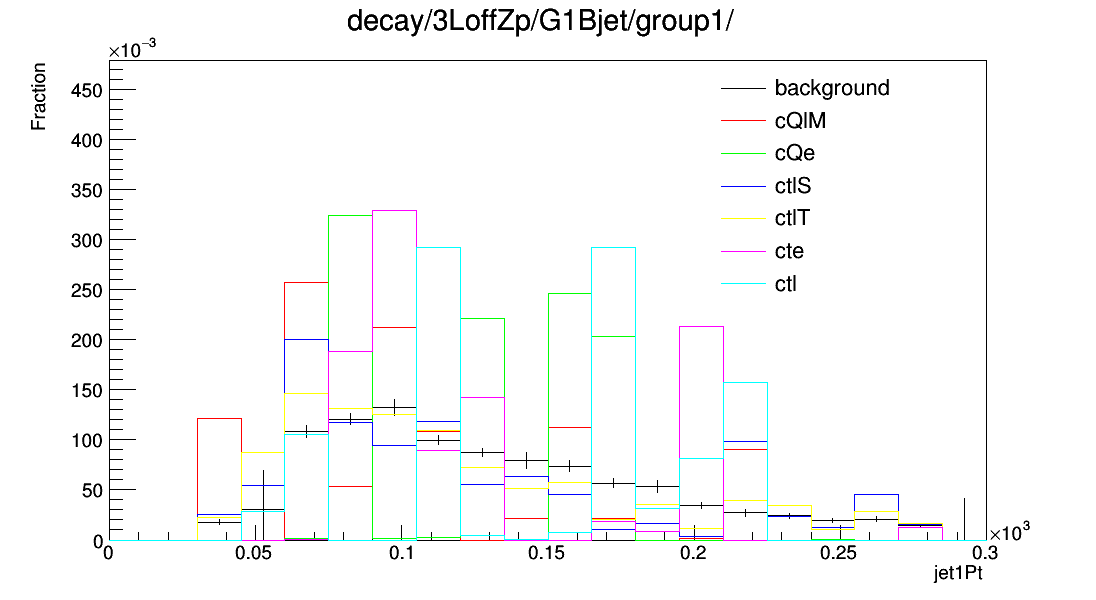 decay/3LoffZp/G1Bjet/group1/
×10⁻³
Fraction
450
400
350
300
250
200
150
100
50
0
background
cQlM
cQe
ctlS
ctlT
cte
ctl
0 0.05 0.1 0.15 0.2 0.25 0.3
×10³
jet1Pt